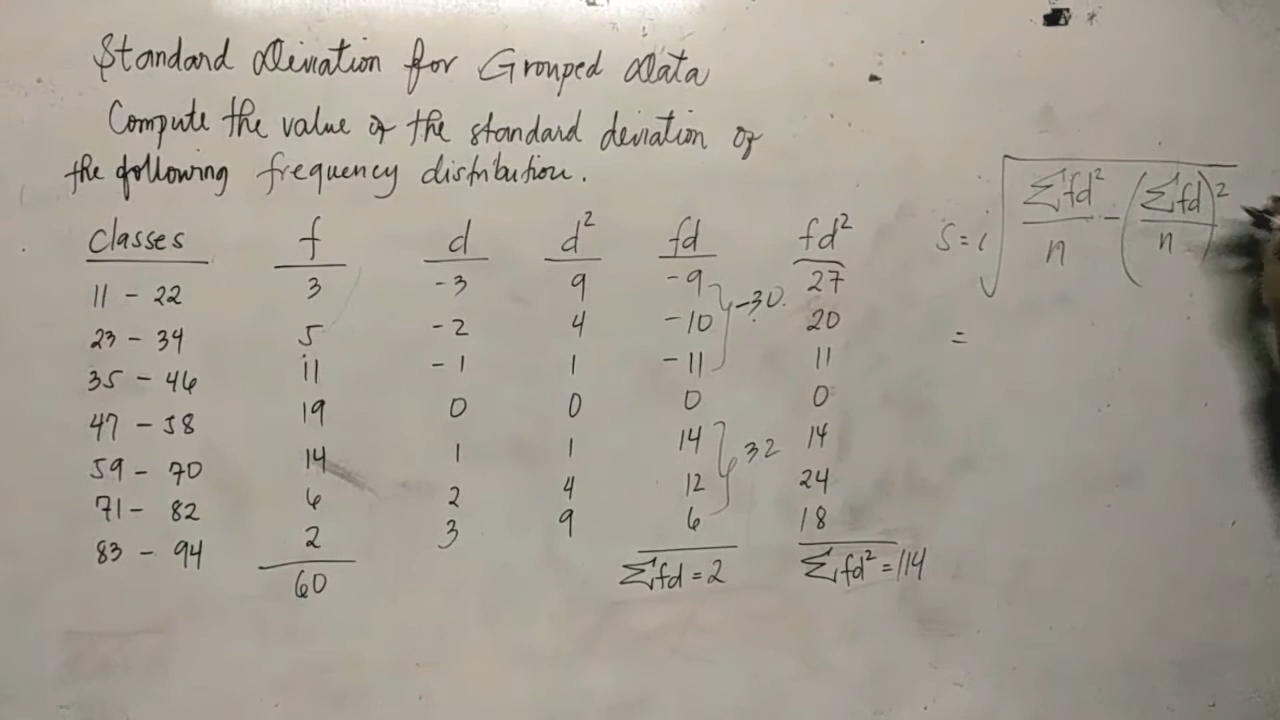 Standard Deviation for Grouped Data
Compute the value of the standard deviation of
the following frequency distribution.
classes f d d² fd fd²
11 - 22 3 -3 9 -9 27
23 - 34 5 -2 4 -10 20
35 - 46 11 -1 1 -11 11
-30.
47 - 58 19 0 0 0 0
59 - 70 14 1 1 14 14
71 - 82 6 2 4 12 24
83 - 94 2 3 9 6 18
32
60 Σfd = 2 Σfd² = 114
S = i √(Σfd²/n - (Σfd/n)²)
=